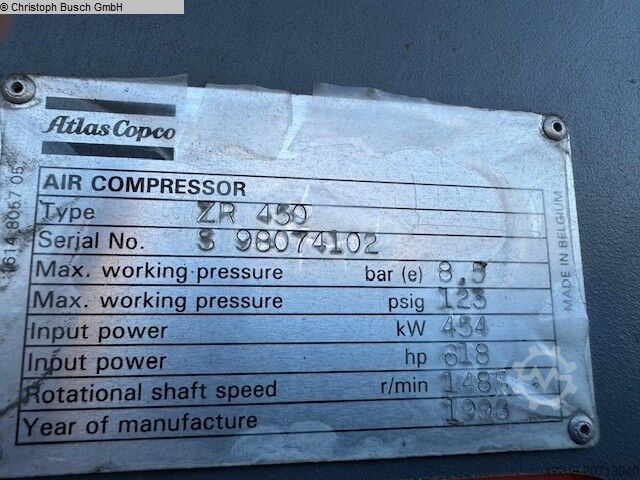 © Christoph Busch GmbH
Atlas Copco
AIR COMPRESSOR
Type ZR 450
Serial No. S 98074102
Max. working pressure bar (e) 8,5
Max. working pressure psig 123
Input power kW 454
Input power hp 618
Rotational shaft speed r/min
Year of manufacture
MADE IN BELGIUM